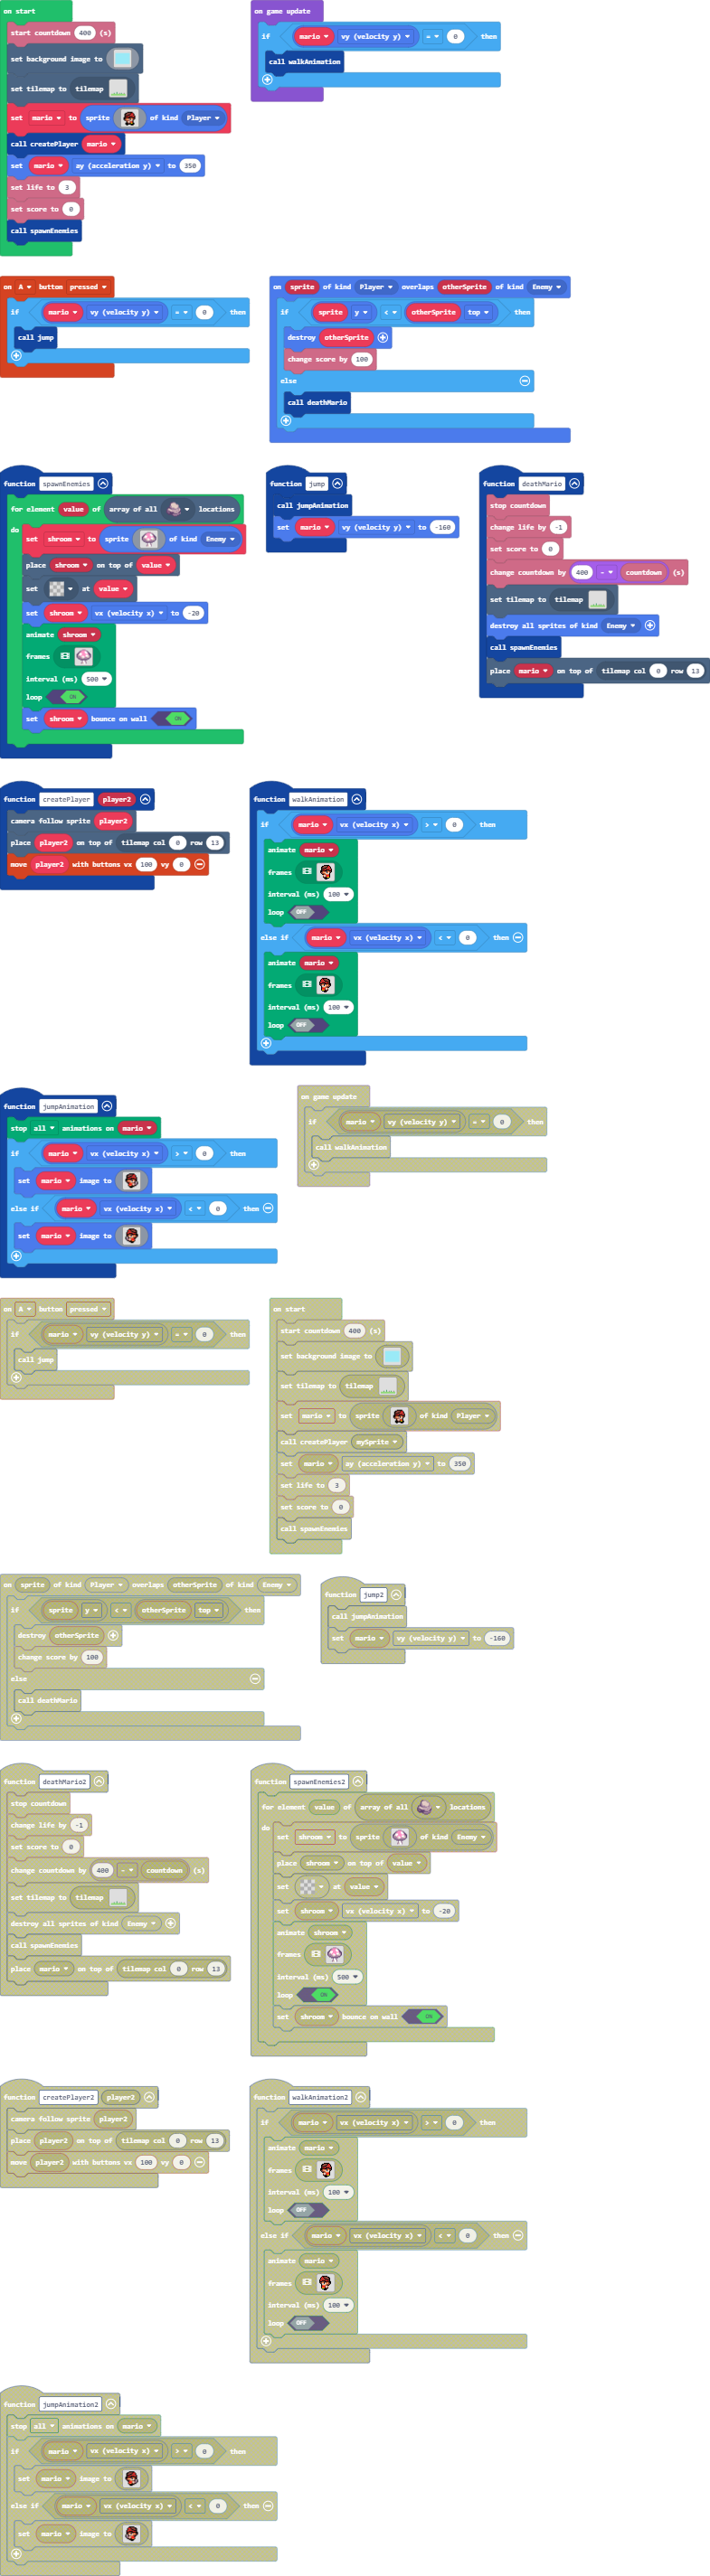 on start
start countdown 400 (s)
set background image to
set tilemap to tilemap
set mario to sprite of kind Player
call createPlayer mario
set mario ay (acceleration y) to 350
set life to 3
set score to 0
call spawnEnemies
on game update
if mario vy (velocity y) = 0 then
call walkAnimation
on A button pressed
if mario vy (velocity y) = 0 then
call jump
on sprite of kind Player overlaps otherSprite of kind Enemy
if sprite y < otherSprite top then
destroy otherSprite
change score by 100
else
call deathMario
function spawnEnemies
for element value of array of all locations
do
set shroom to sprite of kind Enemy
place shroom on top of value
set at value
set shroom vx (velocity x) to -20
animate shroom
frames
interval (ms) 500
loop ON
set shroom bounce on wall ON
function jump
call jumpAnimation
set mario vy (velocity y) to -160
function deathMario
stop countdown
change life by -1
set score to 0
change countdown by 400 - countdown (s)
set tilemap to tilemap
destroy all sprites of kind Enemy
call spawnEnemies
place mario on top of tilemap col 0 row 13
function createPlayer player2
camera follow sprite player2
place player2 on top of tilemap col 0 row 13
move player2 with buttons vx 100 vy 0
function walkAnimation
if mario vx (velocity x) > 0 then
animate mario
frames
interval (ms) 100
loop OFF
else if mario vx (velocity x) < 0 then
animate mario
frames
interval (ms) 100
loop OFF
function jumpAnimation
stop all animations on mario
if mario vx (velocity x) > 0 then
set mario image to
else if mario vx (velocity x) < 0 then
set mario image to
on game update
if mario vy (velocity y) = 0 then
call walkAnimation
on A button pressed
if mario vy (velocity y) = 0 then
call jump
on start
start countdown 400 (s)
set background image to
set tilemap to tilemap
set mario to sprite of kind Player
call createPlayer mySprite
set mario ay (acceleration y) to 350
set life to 3
set score to 0
call spawnEnemies
on sprite of kind Player overlaps otherSprite of kind Enemy
if sprite y < otherSprite top then
destroy otherSprite
change score by 100
else
call deathMario
function jump2
call jumpAnimation
set mario vy (velocity y) to -160
function deathMario2
stop countdown
change life by -1
set score to 0
change countdown by 400 - countdown (s)
set tilemap to tilemap
destroy all sprites of kind Enemy
call spawnEnemies
place mario on top of tilemap col 0 row 13
function spawnEnemies2
for element value of array of all locations
do
set shroom to sprite of kind Enemy
place shroom on top of value
set at value
set shroom vx (velocity x) to -20
animate shroom
frames
interval (ms) 500
loop ON
set shroom bounce on wall ON
function createPlayer2 player2
camera follow sprite player2
place player2 on top of tilemap col 0 row 13
move player2 with buttons vx 100 vy 0
function walkAnimation2
if mario vx (velocity x) > 0 then
animate mario
frames
interval (ms) 100
loop OFF
else if mario vx (velocity x) < 0 then
animate mario
frames
interval (ms) 100
loop OFF
function jumpAnimation2
stop all animations on mario
if mario vx (velocity x) > 0 then
set mario image to
else if mario vx (velocity x) < 0 then
set mario image to